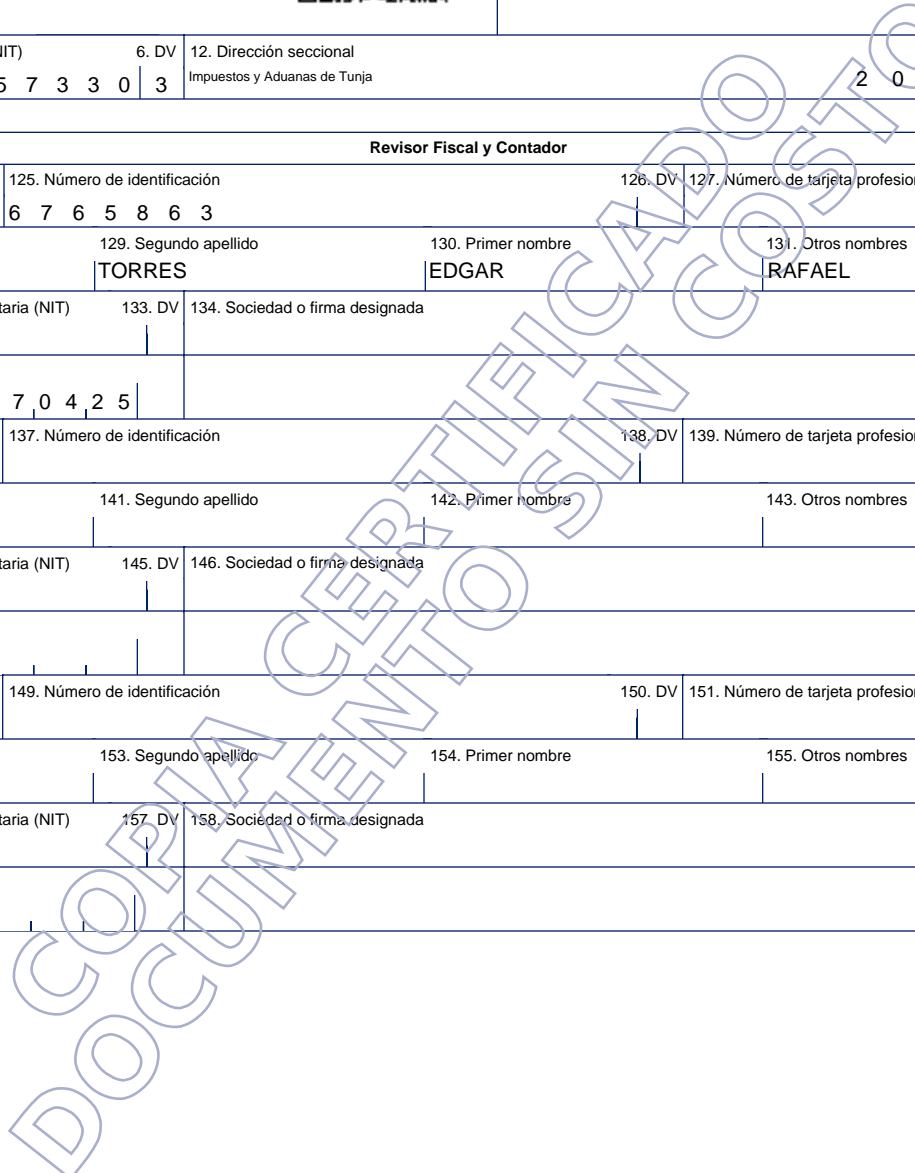 IIT) 6. DV 12. Dirección seccional
5 7 3 3 0 3 Impuestos y Aduanas de Tunja 2 0
Revisor Fiscal y Contador
125. Número de identificación 126. DV 127. Número de tarjeta profesion
6 7 6 5 8 6 3
129. Segundo apellido 130. Primer nombre 131. Otros nombres
TORRES EDGAR RAFAEL
taria (NIT) 133. DV 134. Sociedad o firma designada
7 0 4 2 5
137. Número de identificación 138. DV 139. Número de tarjeta profesion
141. Segundo apellido 142. Primer nombre 143. Otros nombres
taria (NIT) 145. DV 146. Sociedad o firma designada
149. Número de identificación 150. DV 151. Número de tarjeta profesion
153. Segundo apellido 154. Primer nombre 155. Otros nombres
taria (NIT) 157. DV 158. Sociedad o firma designada
COPIA CERTIFICADO
DOCUMENTO SIN COSTO